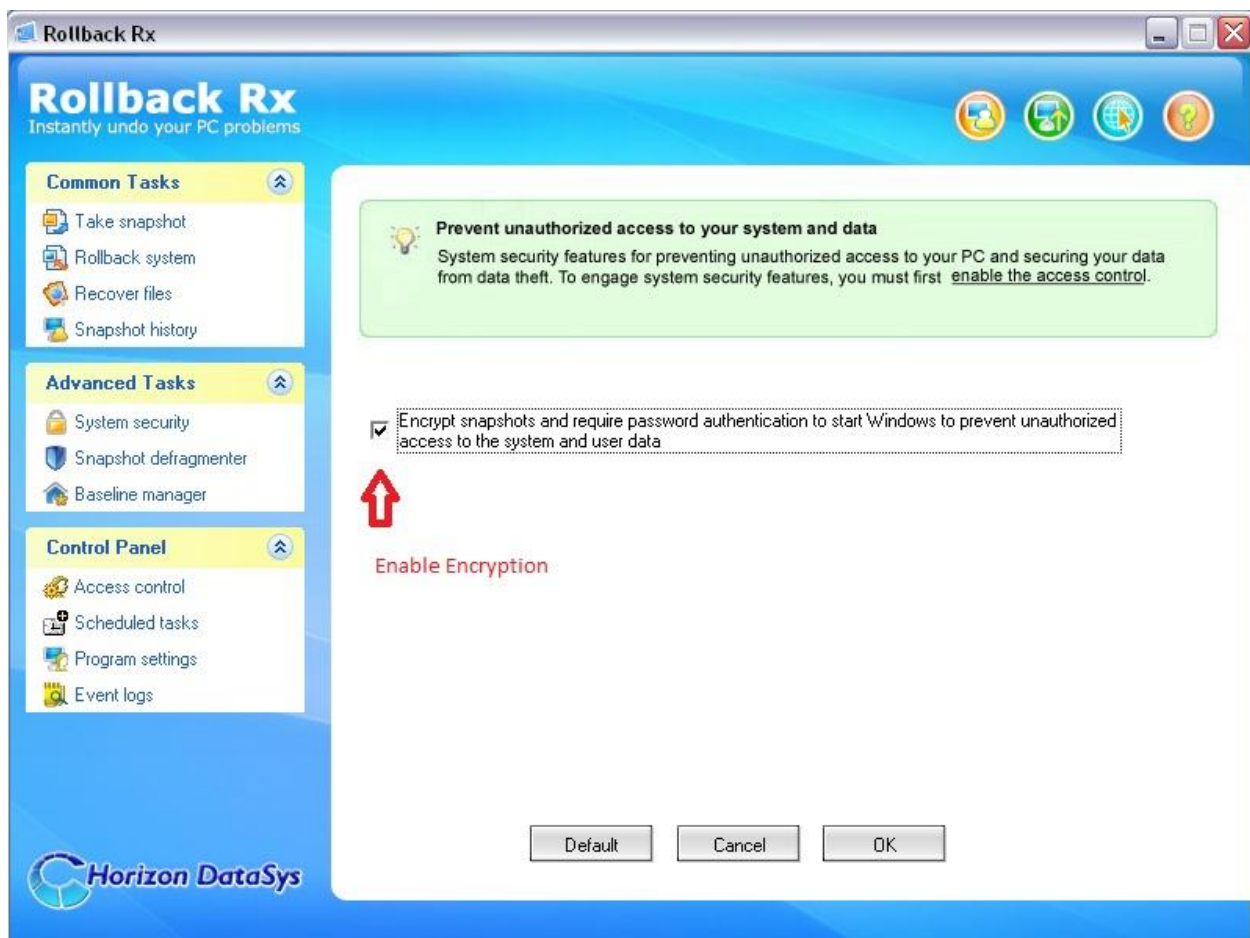 Rollback Rx
Rollback Rx
Instantly undo your PC problems
Common Tasks
Take snapshot
Rollback system
Recover files
Snapshot history
Advanced Tasks
System security
Snapshot defragmenter
Baseline manager
Control Panel
Access control
Scheduled tasks
Program settings
Event logs
Horizon DataSys
Prevent unauthorized access to your system and data
System security features for preventing unauthorized access to your PC and securing your data
from data theft. To engage system security features, you must first enable the access control.
Encrypt snapshots and require password authentication to start Windows to prevent unauthorized
access to the system and user data
Enable Encryption
Default
Cancel
OK